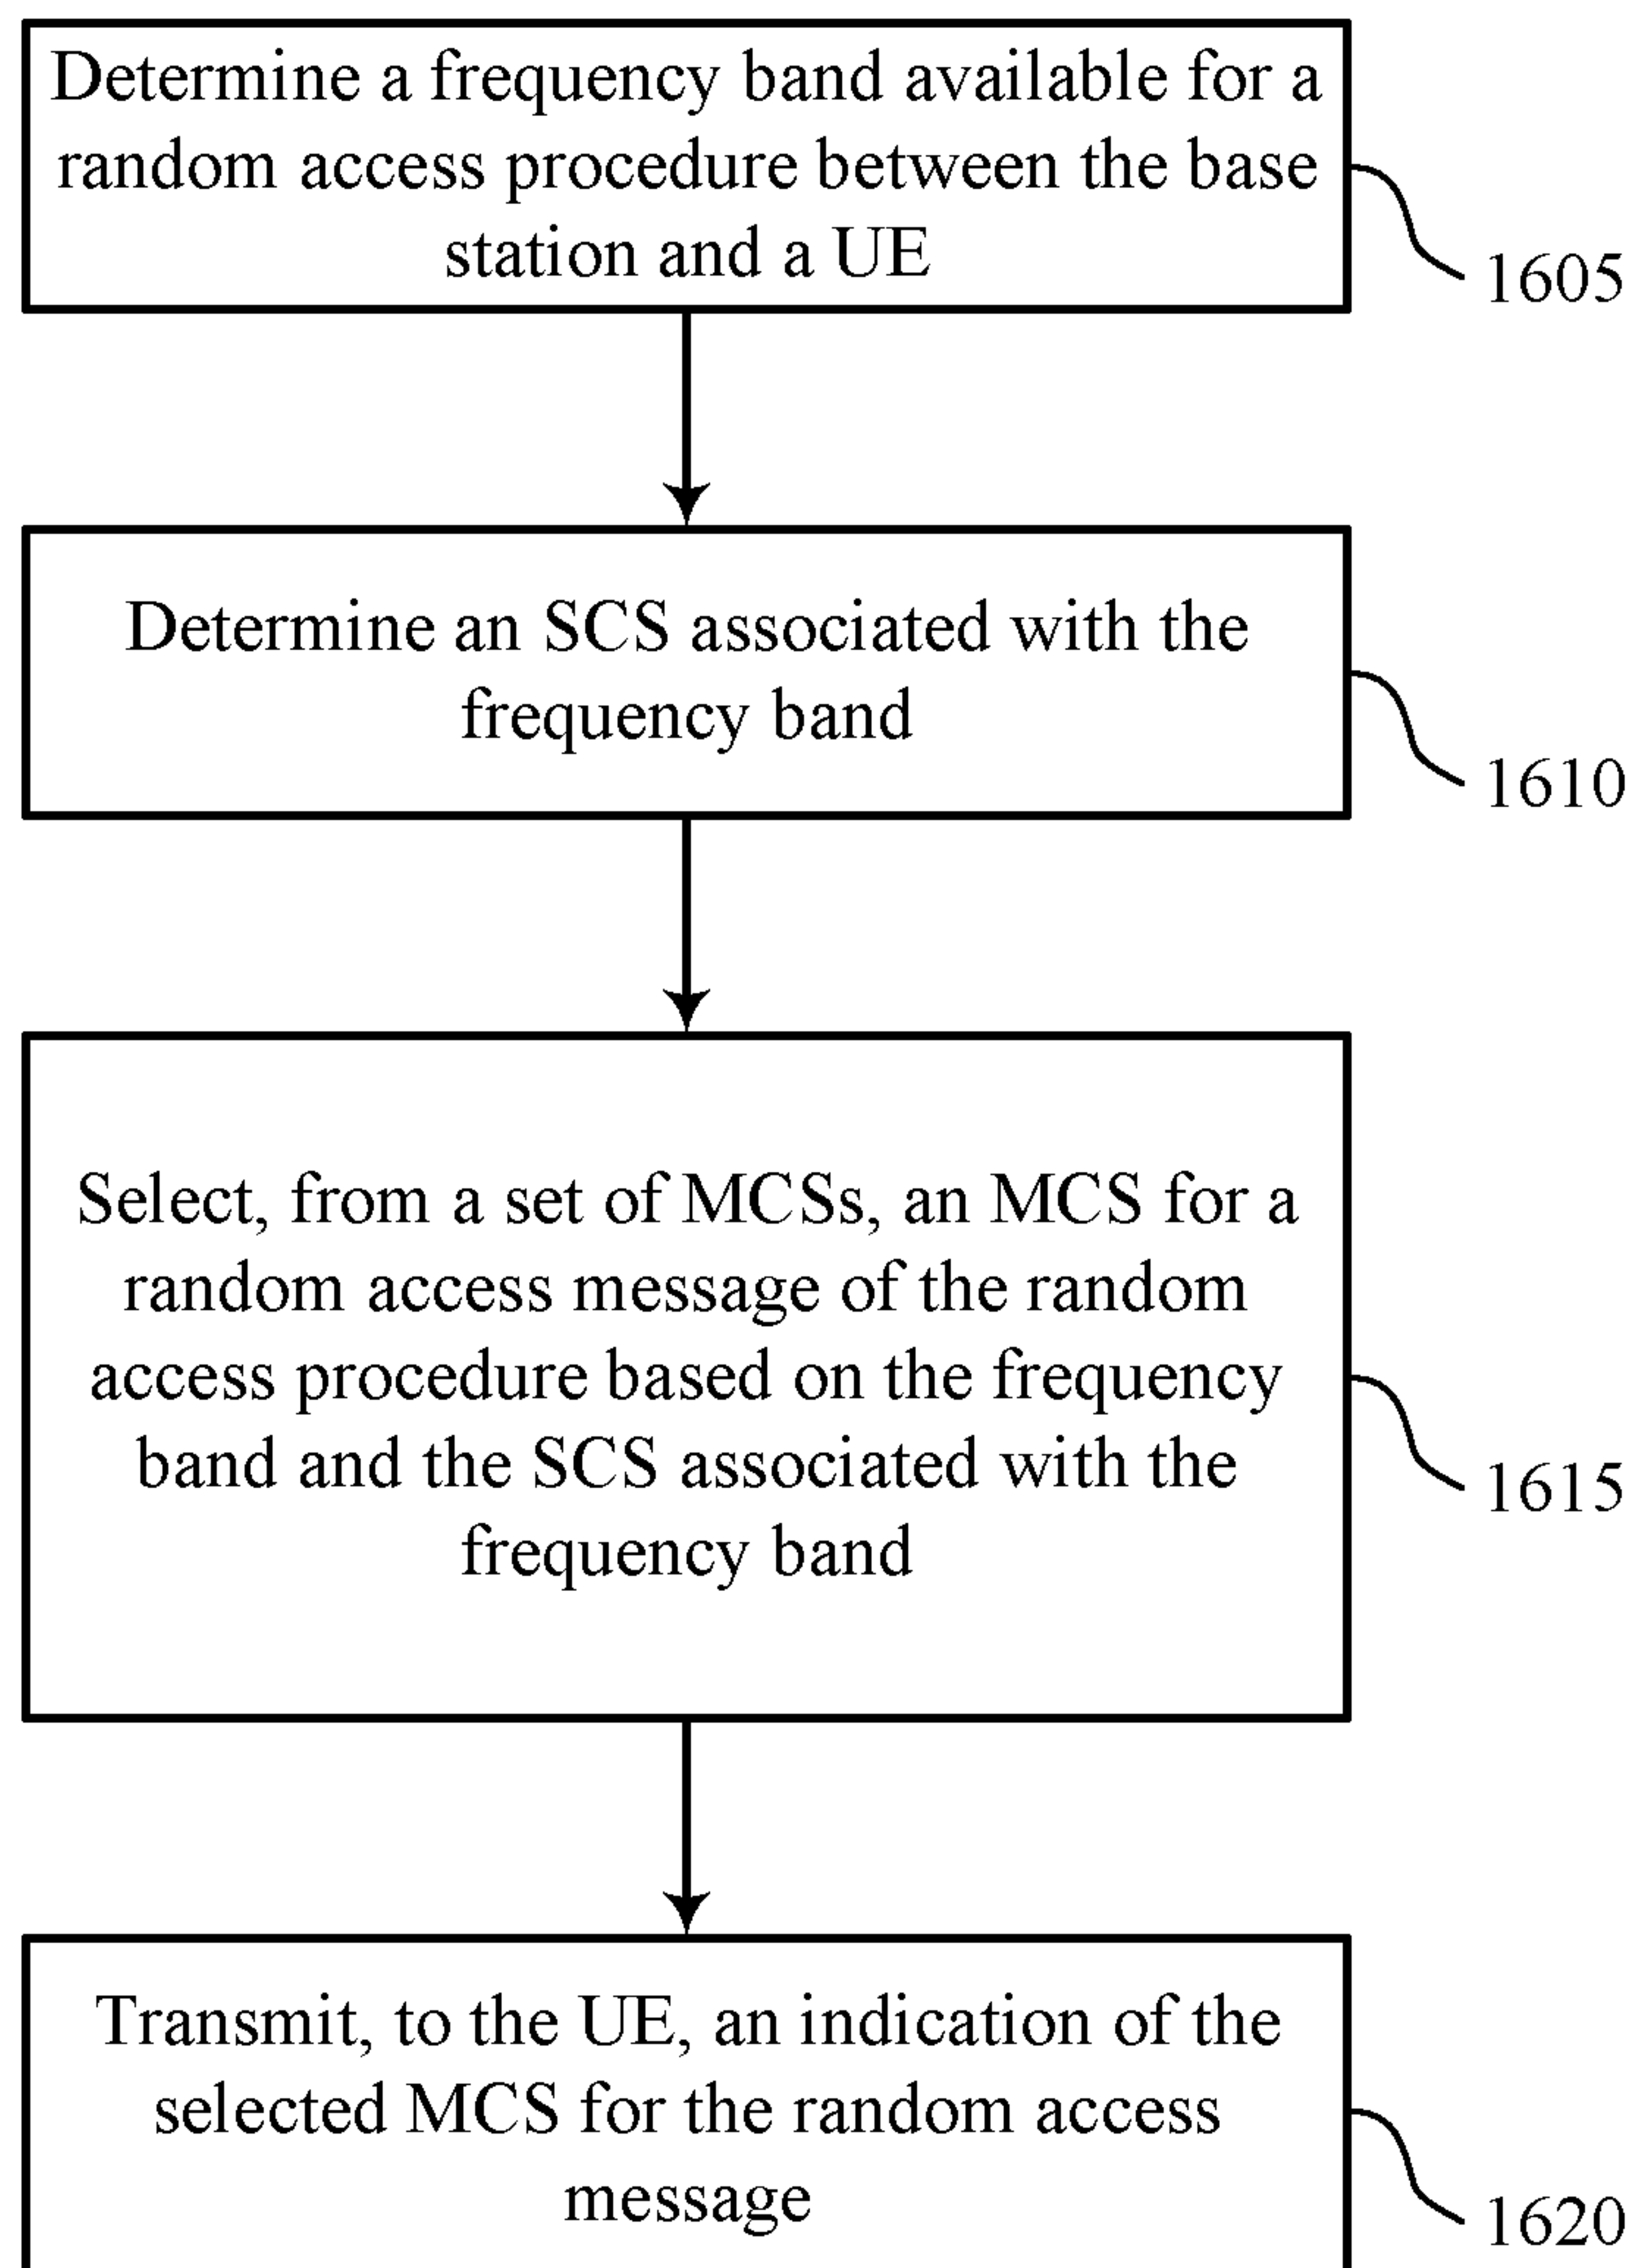 Determine a frequency band available for a
random access procedure between the base
station and a UE
1605
Determine an SCS associated with the
frequency band
1610
Select, from a set of MCSs, an MCS for a
random access message of the random
access procedure based on the frequency
band and the SCS associated with the
frequency band
1615
Transmit, to the UE, an indication of the
selected MCS for the random access
message
1620